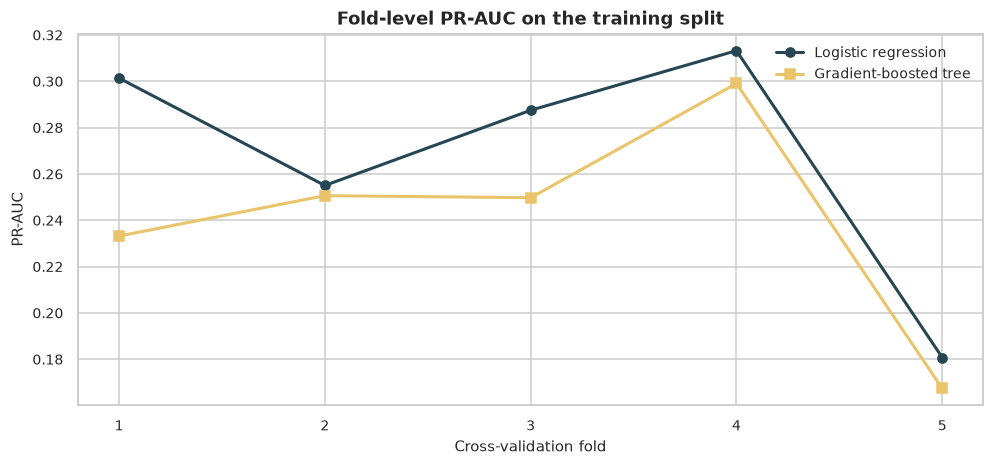 Fold-level PR-AUC on the training split
Logistic regression
Gradient-boosted tree
PR-AUC
0.32
0.30
0.28
0.26
0.24
0.22
0.20
0.18
1 2 3 4 5
Cross-validation fold